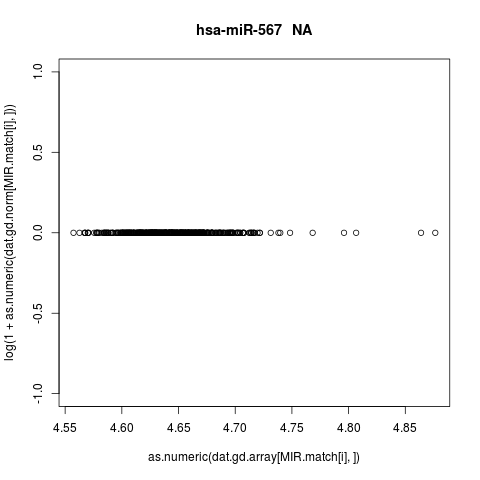 hsa-miR-567 NA
log(1 + as.numeric(dat.gd.norm[MIR.match[i], ]))
1.0
0.5
0.0
-0.5
-1.0
4.55 4.60 4.65 4.70 4.75 4.80 4.85
as.numeric(dat.gd.array[MIR.match[i], ])